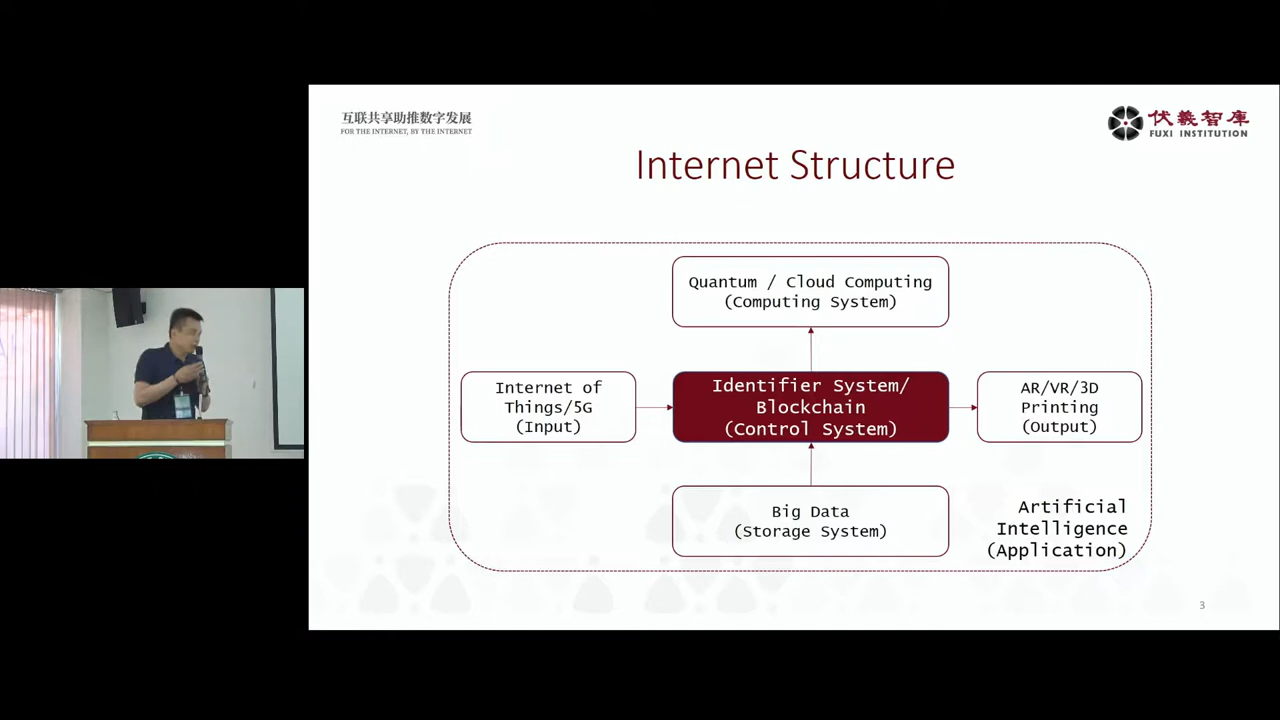 互联共享助推数字发展
FOR THE INTERNET, BY THE INTERNET
伏羲智庫
FUXI INSTITUTION
Internet Structure
Quantum / Cloud Computing
(Computing System)
Internet of
Things/5G
(Input)
Identifier System/
Blockchain
(Control System)
AR/VR/3D
Printing
(Output)
Big Data
(Storage System)
Artificial
Intelligence
(Application)
3